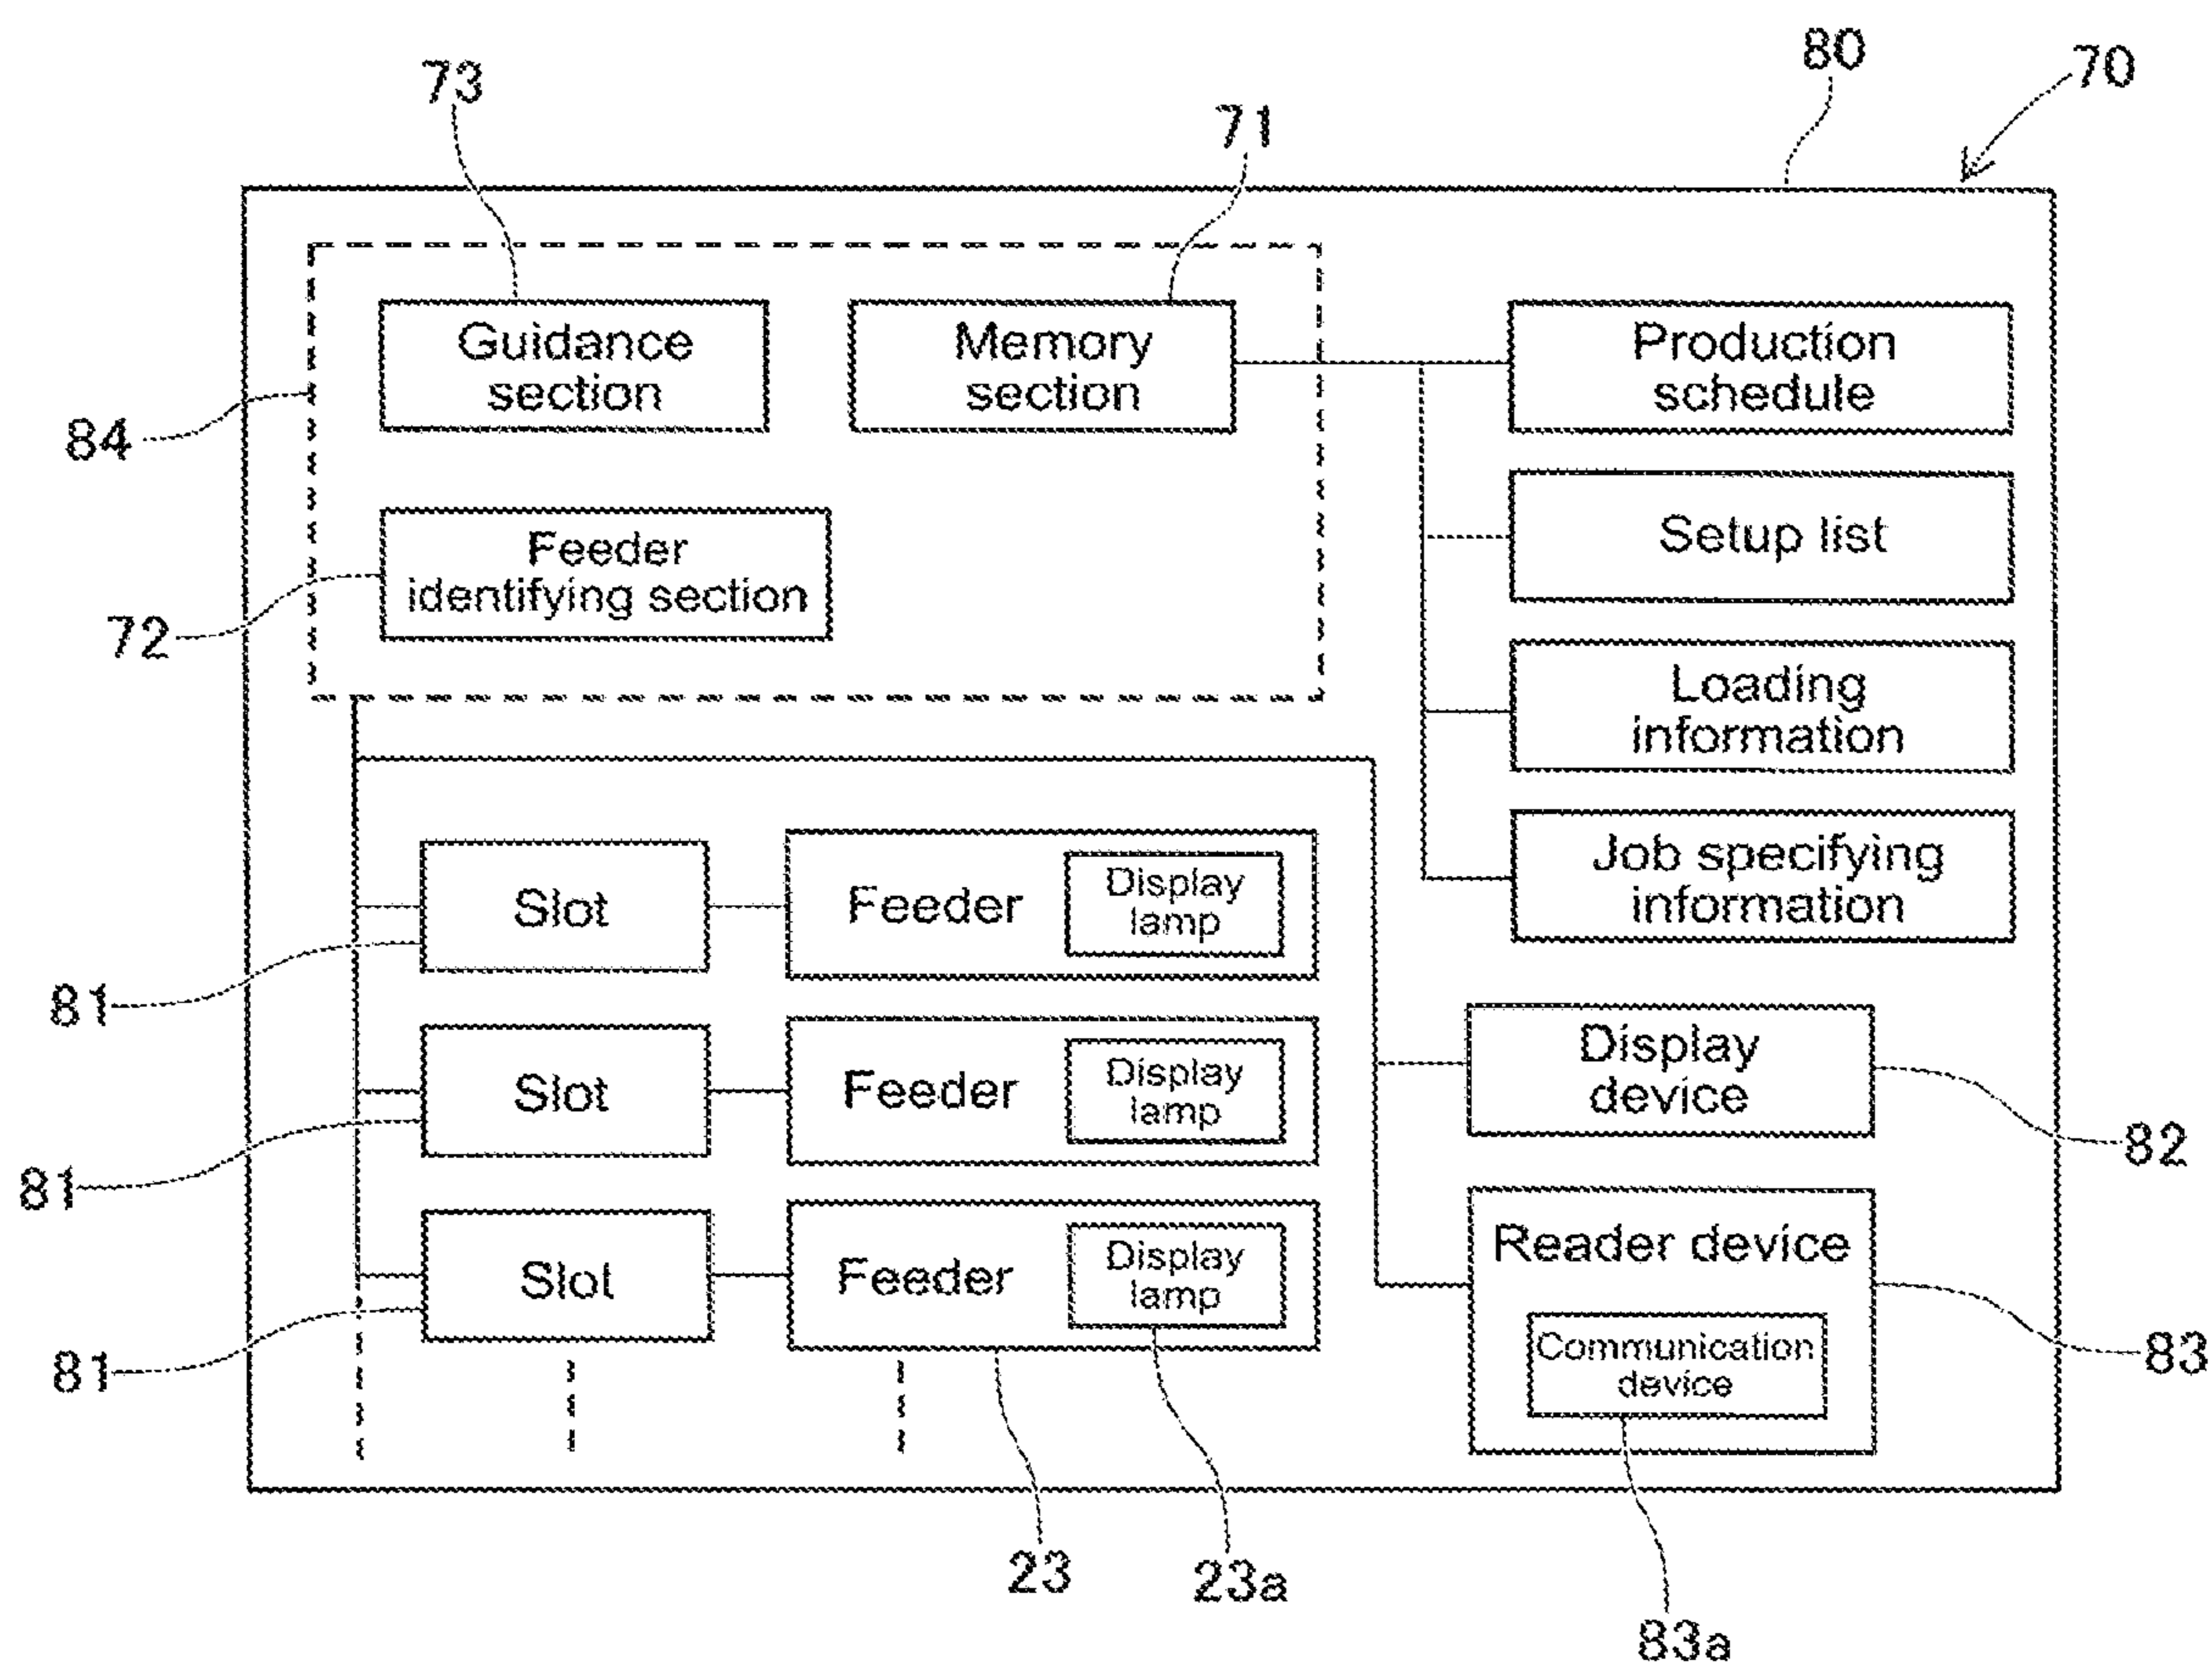 80
70
73
71
Guidance
section
Memory
section
Production
schedule
84
Setup list
Feeder
identifying section
72
Loading
information
Job specifying
information
Slot
Feeder
Display
lamp
81
Slot
Feeder
Display
lamp
Display
device
82
81
Slot
Feeder
Display
lamp
Reader device
Communication
device
83
81
23
23a
83a